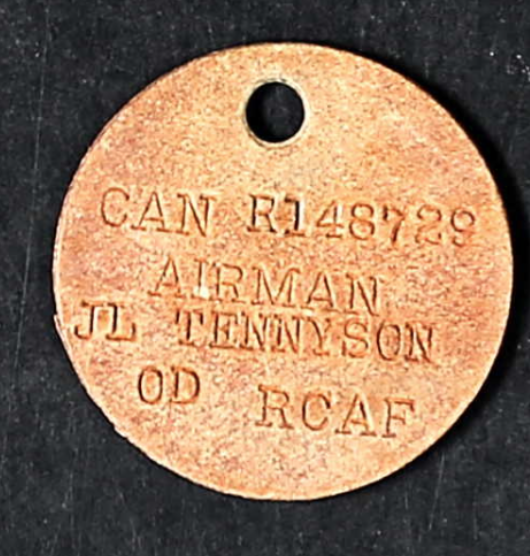 CAN R148729
AIRMAN
JL TENNYSON
OD RCAF